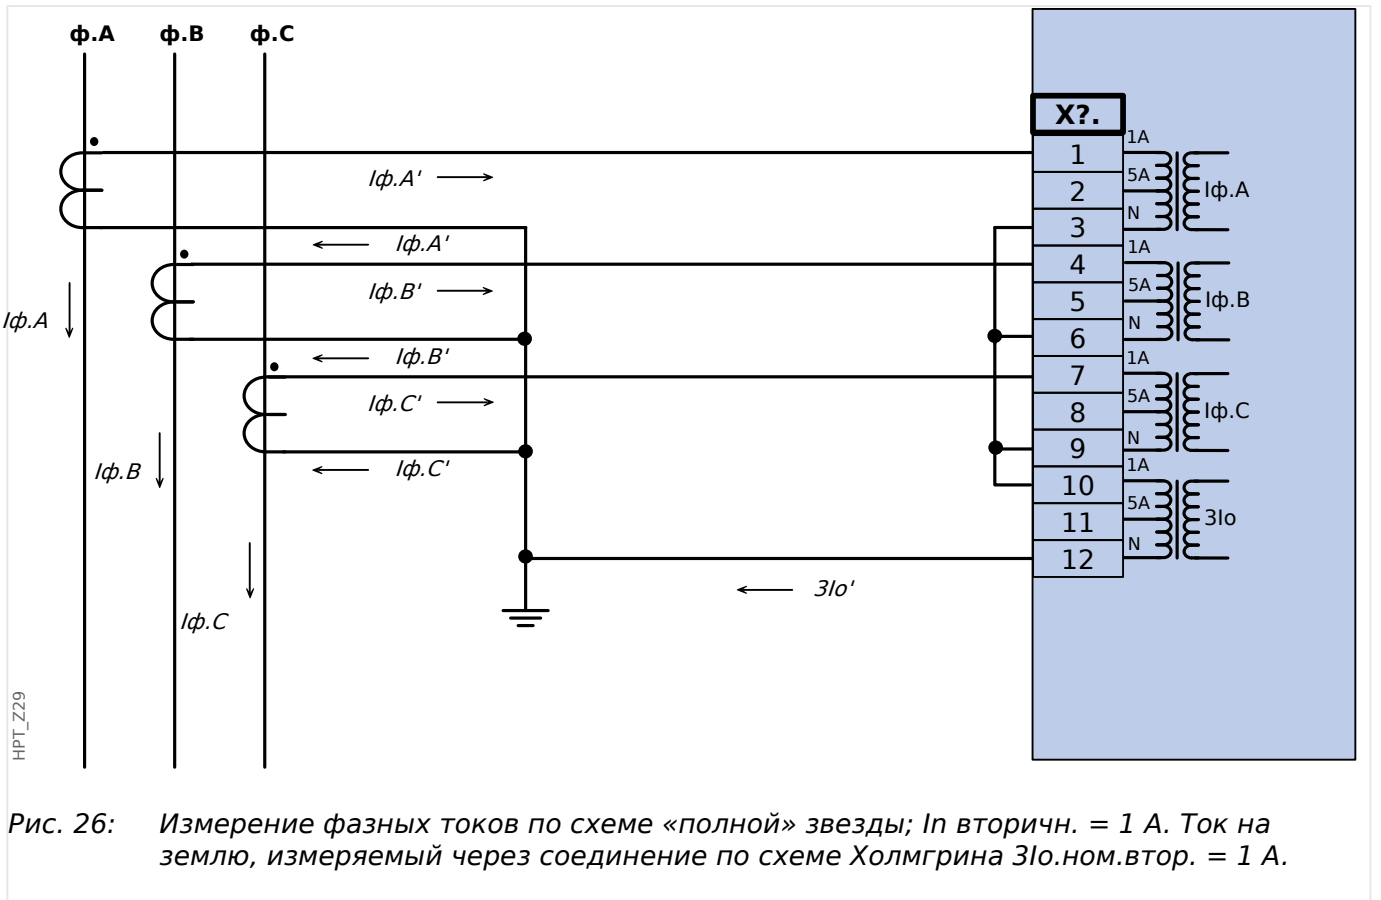 ф.A ф.B ф.C
X?.
1
2
3
4
5
6
7
8
9
10
11
12
1A
5A
N
Iф.A
1A
5A
N
Iф.B
1A
5A
N
Iф.C
1A
5A
N
3Io
Iф.A'
Iф.A'
Iф.B'
Iф.B'
Iф.C'
Iф.C'
3Io'
Iф.A
Iф.B
Iф.C
HPT_Z29
Рис. 26: Измерение фазных токов по схеме «полной» звезды; In вторичн. = 1 А. Ток на
землю, измеряемый через соединение по схеме Холмгрина 3Io.ном.втор. = 1 А.